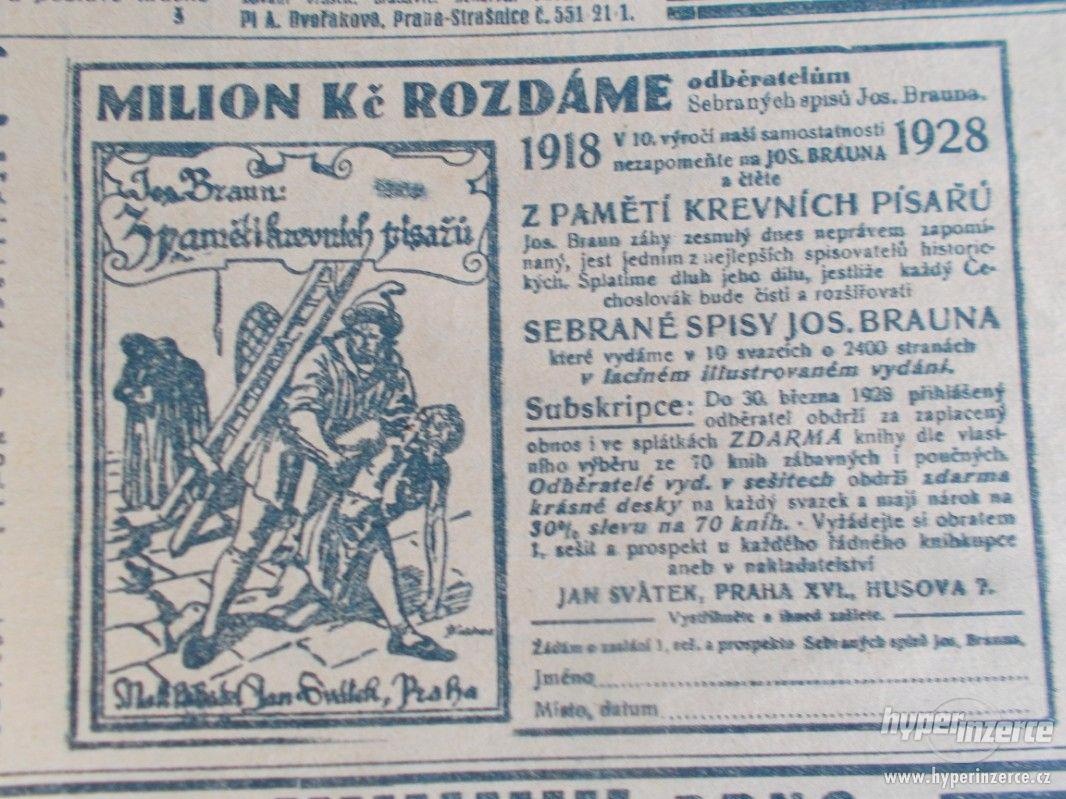 Pl A. Dvořákova, Praha-Strašnice č. 551-21-1.
3
MILION Kč ROZDÁME odběratelům
Sebraných spisů Jos. Brauna.
Jos. Braun:
Z pamětí krevních písařů
1918 V 10. výročí naší samostatnosti 1928
nezapomeňte na JOS. BRAUNA
a čtěte
Z PAMĚTÍ KREVNÍCH PÍSAŘŮ
Jos. Braun záhy zesnulý dnes neprávem zapomí-
naný, jest jedním z nejlepších spisovatelů historic-
kých. Splatíme dluh jeho dílu, jestliže každý Če-
choslovák bude čísti a rozšiřovati
SEBRANÉ SPISY JOS. BRAUNA
které vydáme v 10 svazcích o 2400 stranách
v laciném illustrovaném vydání.
Subskripce: Do 30. března 1928 přihlášený
odběratel obdrží za zaplacený
obnos i ve splátkách ZDARMA knihy dle vlast-
ního výběru ze 70 knih zábavných i poučných.
Odběratelé vyd. v sešitech obdrží zdarma
krásné desky na každý svazek a mají nárok na
30% slevu na 70 knih. - Vyžádejte si obratem
1. sešit a prospekt u každého řádného knihkupce
aneb v nakladatelství
JAN SVÁTEK, PRAHA XVI., HUSOVA 7.
Vystřihněte a ihned zašlete.
Žádám o zaslání 1. seš. a prospektu Sebraných spisů Jos. Brauna.
Jméno
Místo, datum
Jan Svátek, Praha
hyperinzerce
www.hyperinzerce.cz